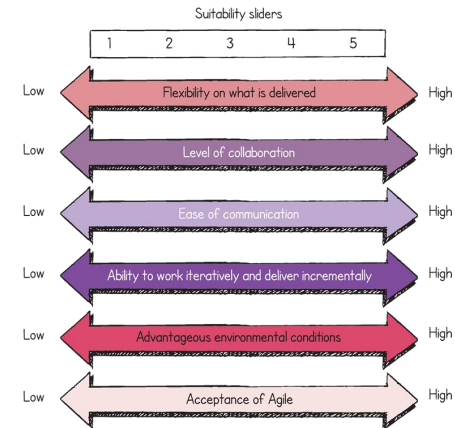 Suitability sliders
1 2 3 4 5
Low Flexibility on what is delivered High
Low Level of collaboration High
Low Ease of communication High
Low Ability to work iteratively and deliver incrementally High
Low Advantageous environmental conditions High
Low Acceptance of Agile High